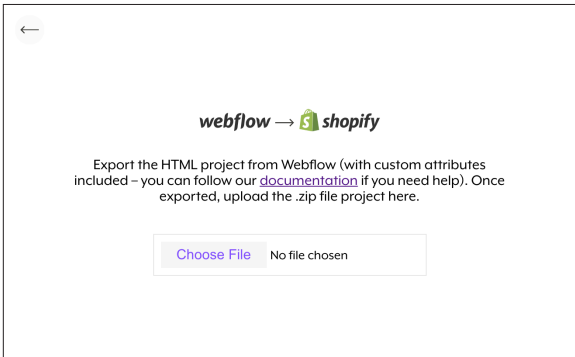 webflow → shopify
Export the HTML project from Webflow (with custom attributes
included – you can follow our documentation if you need help). Once
exported, upload the .zip file project here.
Choose File No file chosen